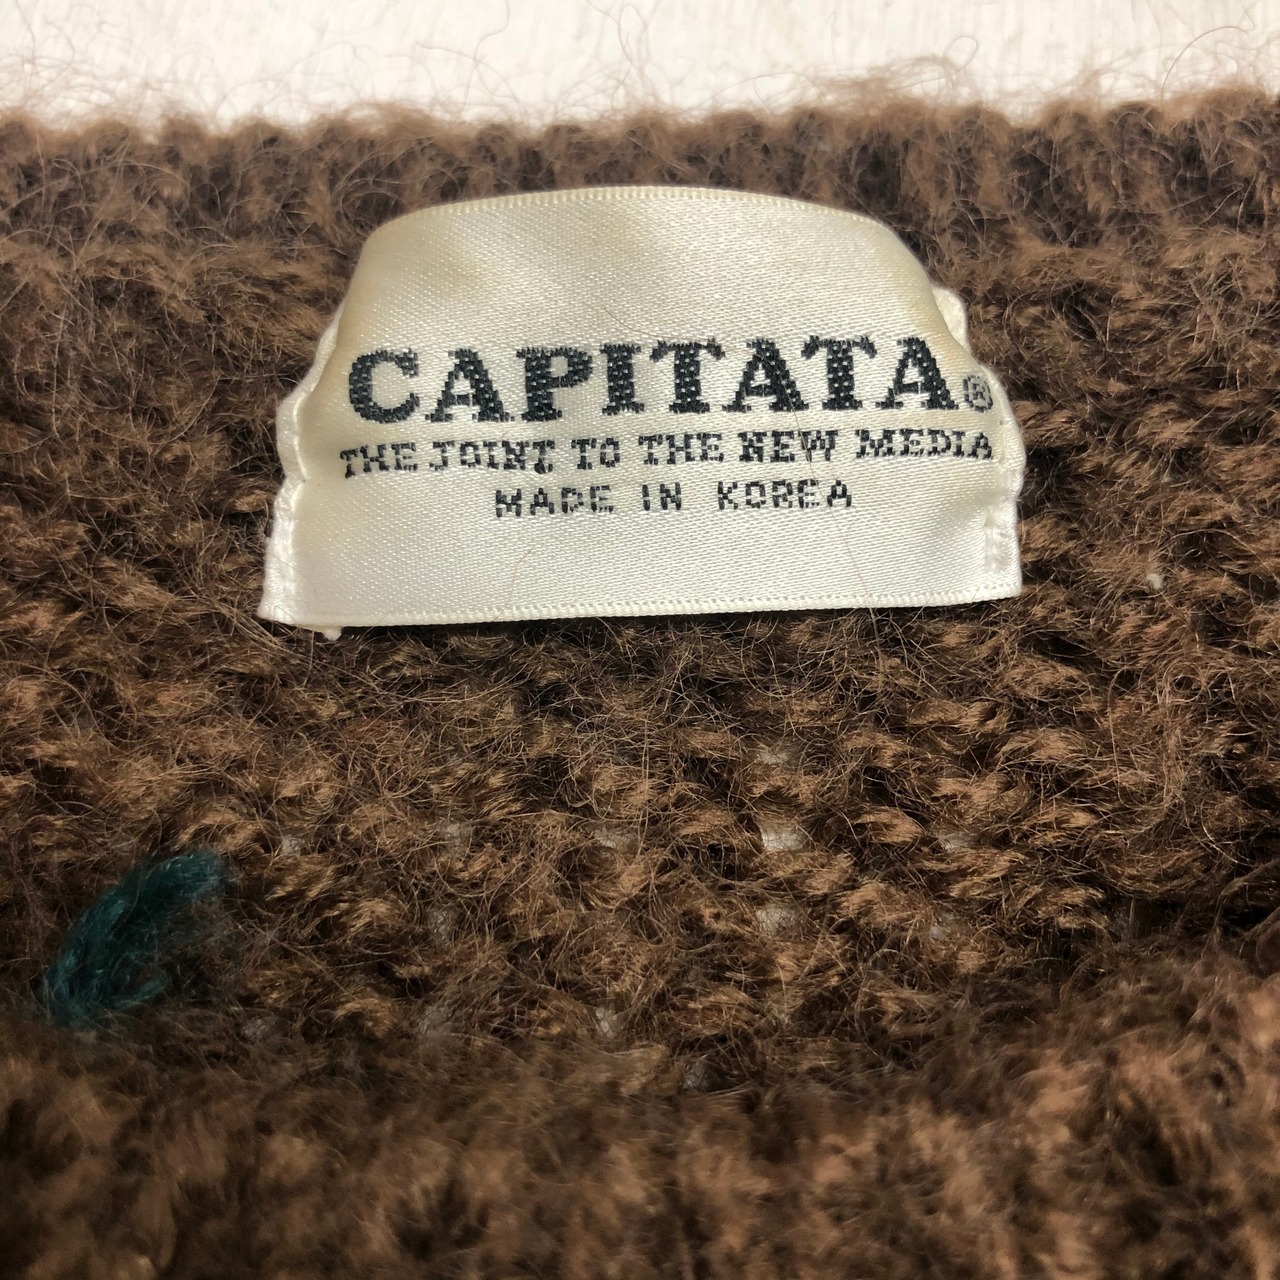 CAPITATA®
THE JOINT TO THE NEW MEDIA
MADE IN KOREA